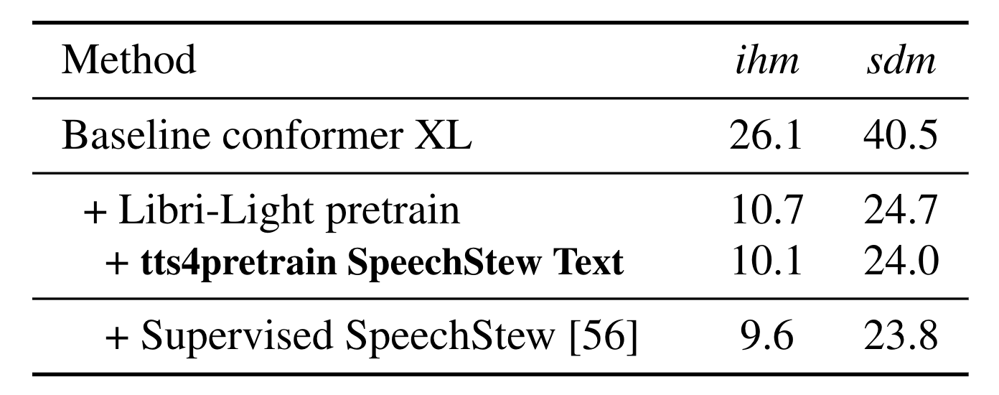 Method ihm sdm
Baseline conformer XL 26.1 40.5
+ Libri-Light pretrain 10.7 24.7
+ tts4pretrain SpeechStew Text 10.1 24.0
+ Supervised SpeechStew [56] 9.6 23.8